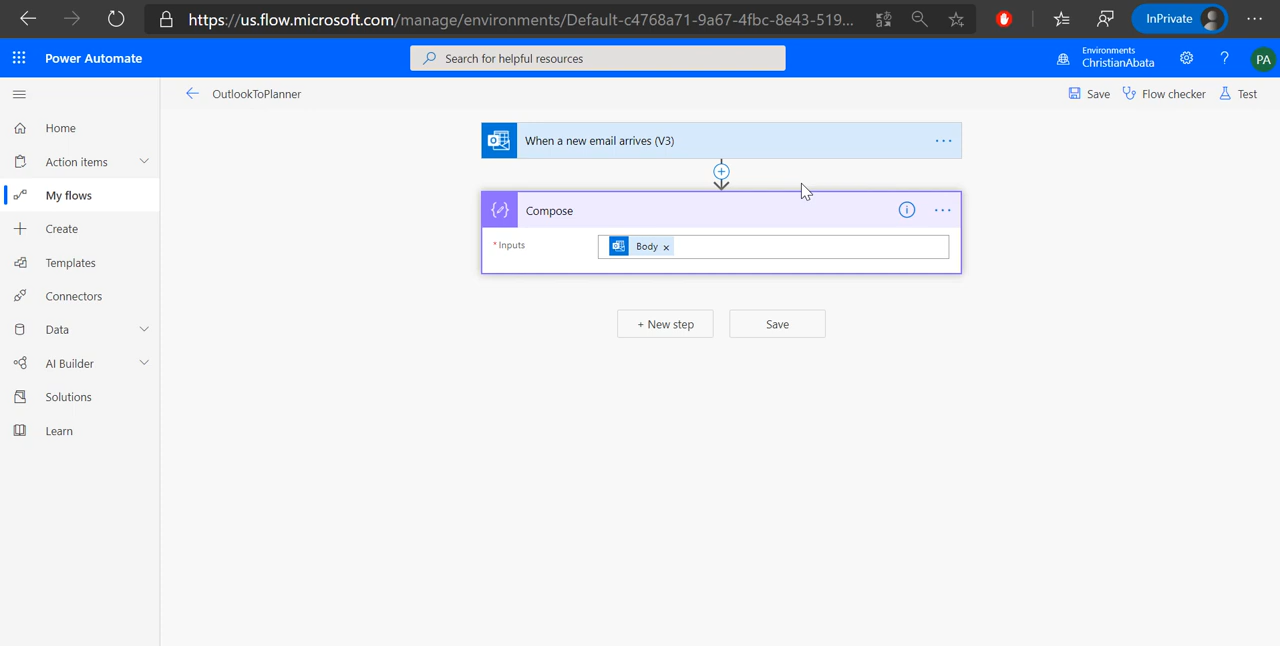 https://us.flow.microsoft.com/manage/environments/Default-c4768a71-9a67-4fbc-8e43-519...
InPrivate
Power Automate
Search for helpful resources
Environments
ChristianAbata
?
PA
OutlookToPlanner
Save
Flow checker
Test
Home
Action items
My flows
Create
Templates
Connectors
Data
AI Builder
Solutions
Learn
When a new email arrives (V3)
Compose
* Inputs
Body ×
+ New step
Save